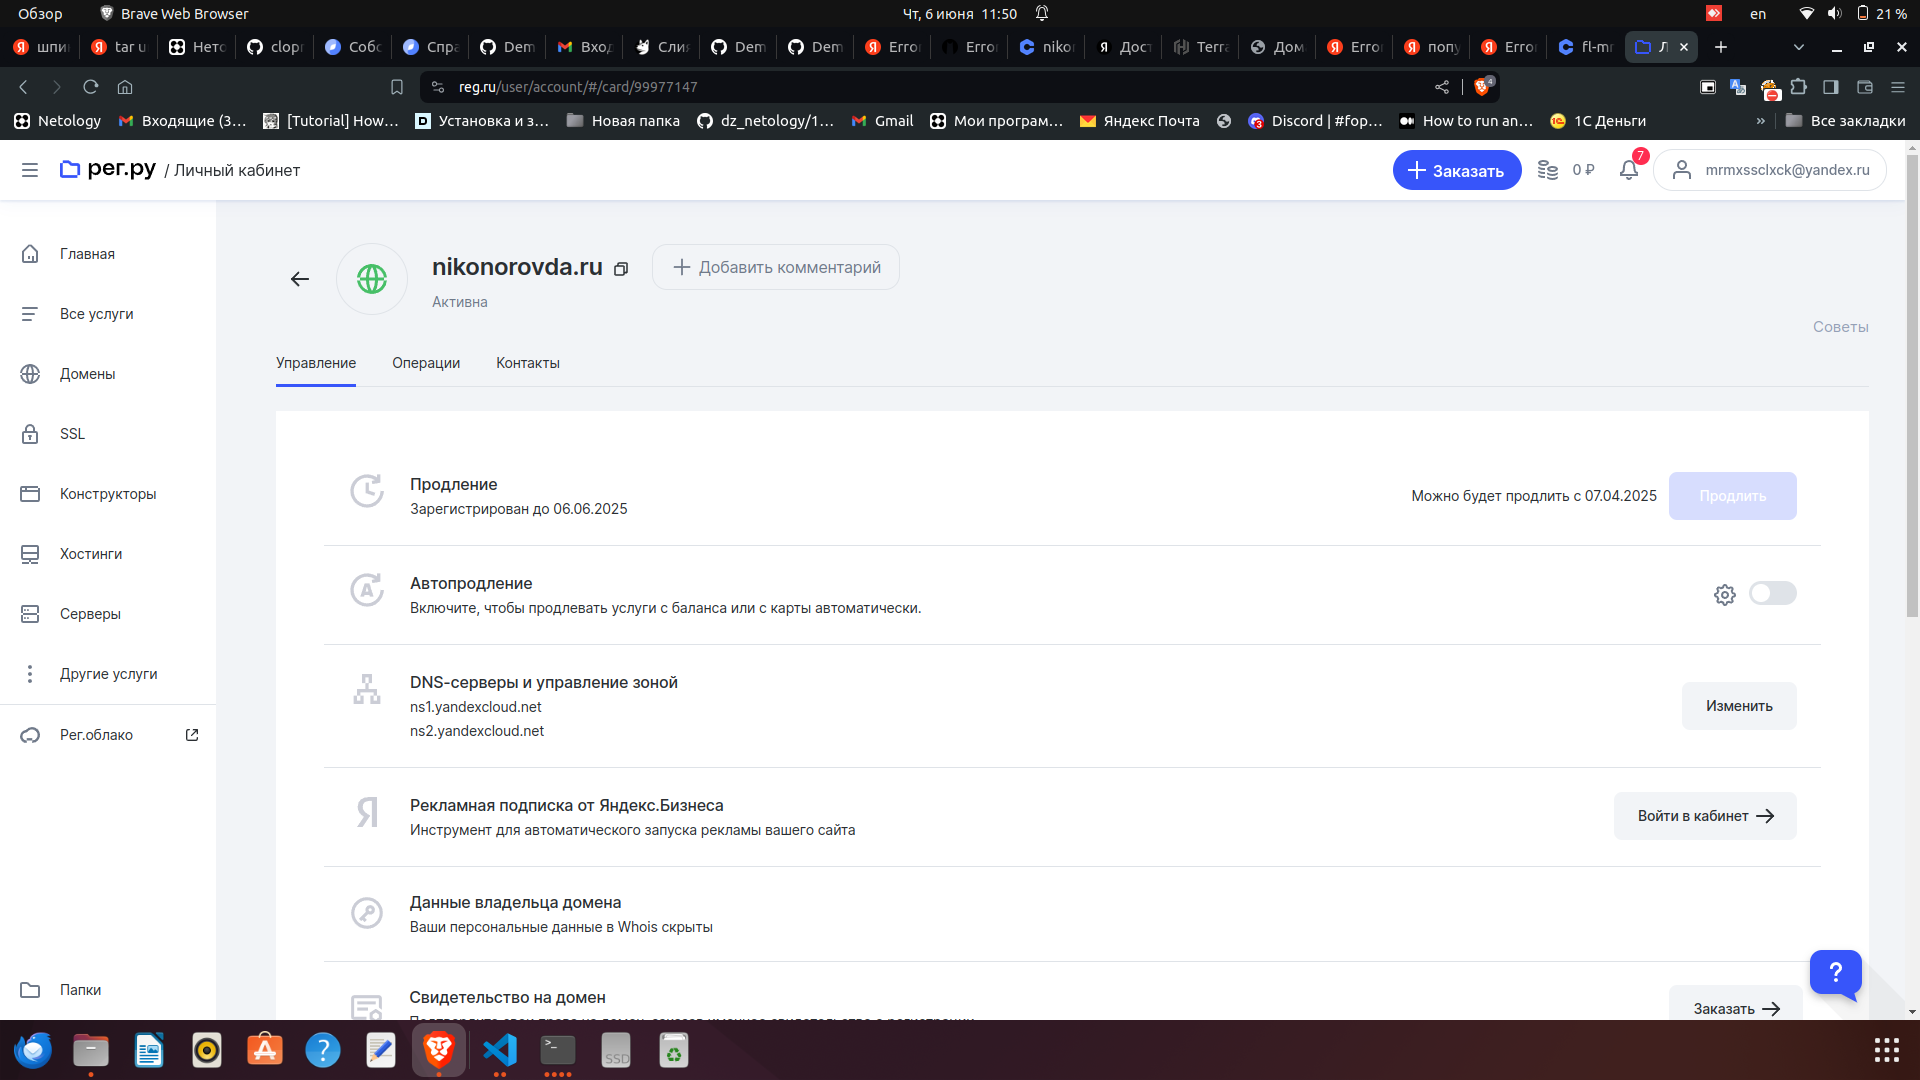 Обзор
Brave Web Browser
Чт, 6 июня 11:50
en
21 %
шпи
tar u
Нето
clop
Собс
Спра
Dem
Вход
Слия
Dem
Dem
Erro
Erro
niko
Дост
Terra
Дом
Erro
попу
Erro
fl-mr
Л
reg.ru/user/account/#/card/99977147
4
Netology
Входящие (3...
[Tutorial] How...
Установка и з...
Новая папка
dz_netology/1...
Gmail
Мои програм...
Яндекс Почта
Discord | #fop...
How to run an...
1С Деньги
»
Все закладки
рег.ру / Личный кабинет
Заказать
0 ₽
7
mrmxssclxck@yandex.ru
Главная
Все услуги
Домены
SSL
Конструкторы
Хостинги
Серверы
Другие услуги
Рег.облако
Папки
nikonorovda.ru
Добавить комментарий
Активна
Советы
Управление
Операции
Контакты
Продление
Зарегистрирован до 06.06.2025
Можно будет продлить с 07.04.2025
Продлить
Автопродление
Включите, чтобы продлевать услуги с баланса или с карты автоматически.
DNS-серверы и управление зоной
ns1.yandexcloud.net
ns2.yandexcloud.net
Изменить
Рекламная подписка от Яндекс.Бизнеса
Инструмент для автоматического запуска рекламы вашего сайта
Войти в кабинет
Данные владельца домена
Ваши персональные данные в Whois скрыты
Свидетельство на домен
Заказать
?
SSD